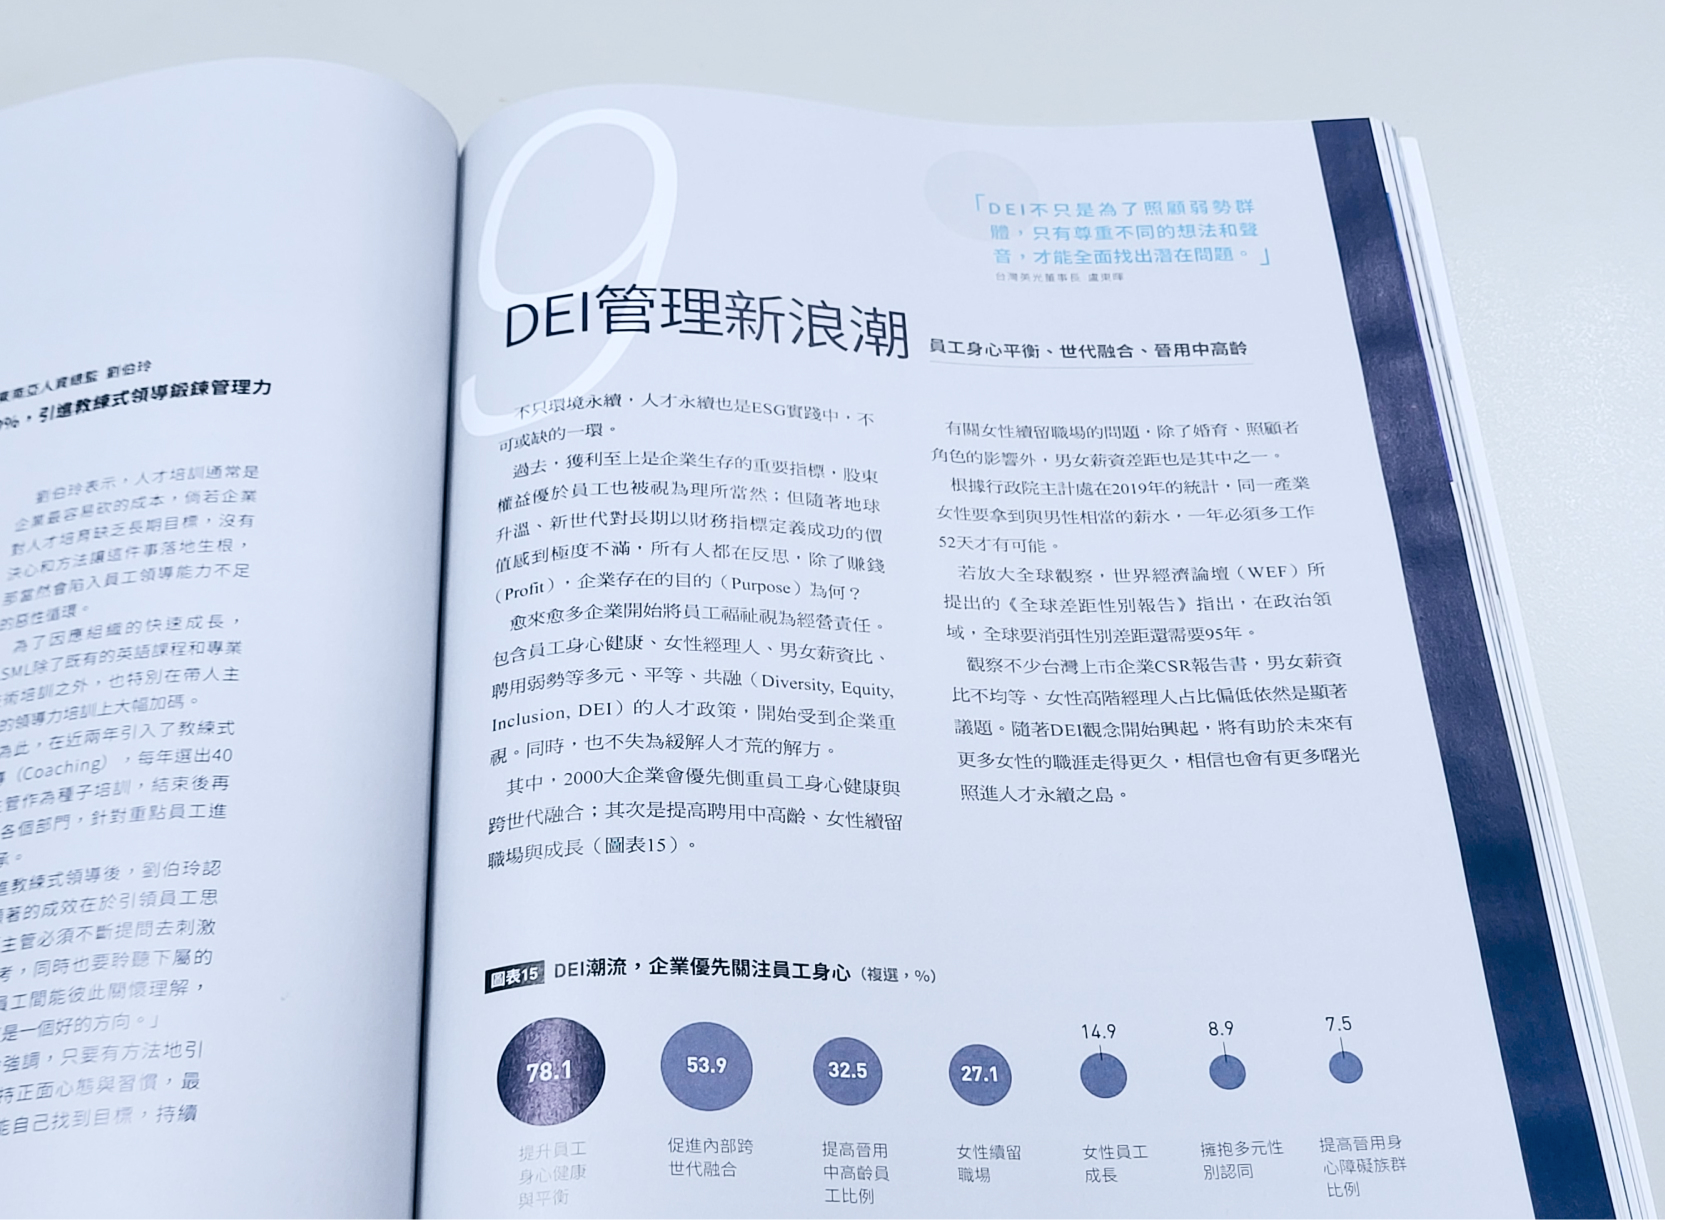 東南亞人資總監 劉伯玲
%，引進教練式領導鍛鍊管理力
劉伯玲表示，人才培訓通常是
企業最容易砍的成本，倘若企業
對人才培育缺乏長期目標，沒有
決心和方法讓這件事落地生根，
那當然會陷入員工領導能力不足
的惡性循環。
為了因應組織的快速成長，
SML除了既有的英語課程和專業
術培訓之外，也特別在帶人主
的領導力培訓上大幅加碼。
為此，在近兩年引入了教練式
導（Coaching），每年選出40
管作為種子培訓，結束後再
各個部門，針對重點員工進
承。
進教練式領導後，劉伯玲認
顯著的成效在於引領員工思
主管必須不斷提問去刺激
考，同時也要聆聽下屬的
員工間能彼此關懷理解，
是一個好的方向。」
強調，只要有方法地引
持正面心態與習慣，最
能自己找到目標，持續
9
「DEI不只是為了照顧弱勢群
體，只有尊重不同的想法和聲
音，才能全面找出潛在問題。」
台灣美光董事長 盧東暉
DEI管理新浪潮
員工身心平衡、世代融合、晉用中高齡
不只環境永續，人才永續也是ESG實踐中，不
可或缺的一環。
過去，獲利至上是企業生存的重要指標，股東
權益優於員工也被視為理所當然；但隨著地球
升溫、新世代對長期以財務指標定義成功的價
值感到極度不滿，所有人都在反思，除了賺錢
（Profit），企業存在的目的（Purpose）為何？
愈來愈多企業開始將員工福祉視為經營責任。
包含員工身心健康、女性經理人、男女薪資比、
聘用弱勢等多元、平等、共融（Diversity, Equity,
Inclusion, DEI）的人才政策，開始受到企業重
視。同時，也不失為緩解人才荒的解方。
其中，2000大企業會優先側重員工身心健康與
跨世代融合；其次是提高聘用中高齡、女性續留
職場與成長（圖表15）。
有關女性續留職場的問題，除了婚育、照顧者
角色的影響外，男女薪資差距也是其中之一。
根據行政院主計處在2019年的統計，同一產業
女性要拿到與男性相當的薪水，一年必須多工作
52天才有可能。
若放大全球觀察，世界經濟論壇（WEF）所
提出的《全球差距性別報告》指出，在政治領
域，全球要消弭性別差距還需要95年。
觀察不少台灣上市企業CSR報告書，男女薪資
比不均等、女性高階經理人占比偏低依然是顯著
議題。隨著DEI觀念開始興起，將有助於未來有
更多女性的職涯走得更久，相信也會有更多曙光
照進人才永續之島。
圖表15 DEI潮流，企業優先關注員工身心（複選，%）
78.1
53.9
32.5
27.1
14.9
8.9
7.5
提升員工
身心健康
與平衡
促進內部跨
世代融合
提高晉用
中高齡員
工比例
女性續留
職場
女性員工
成長
擁抱多元性
別認同
提高晉用身
心障礙族群
比例